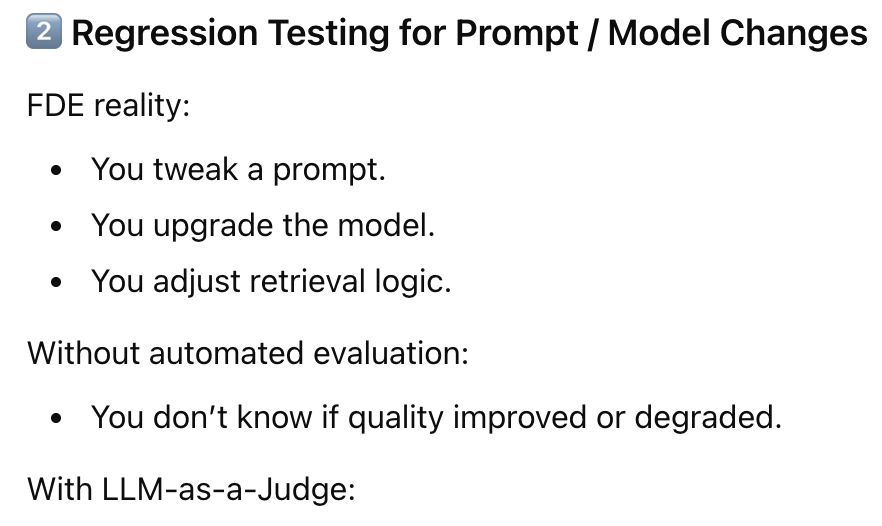 2️⃣ Regression Testing for Prompt / Model Changes
FDE reality:
• You tweak a prompt.
• You upgrade the model.
• You adjust retrieval logic.
Without automated evaluation:
• You don’t know if quality improved or degraded.
With LLM-as-a-Judge: